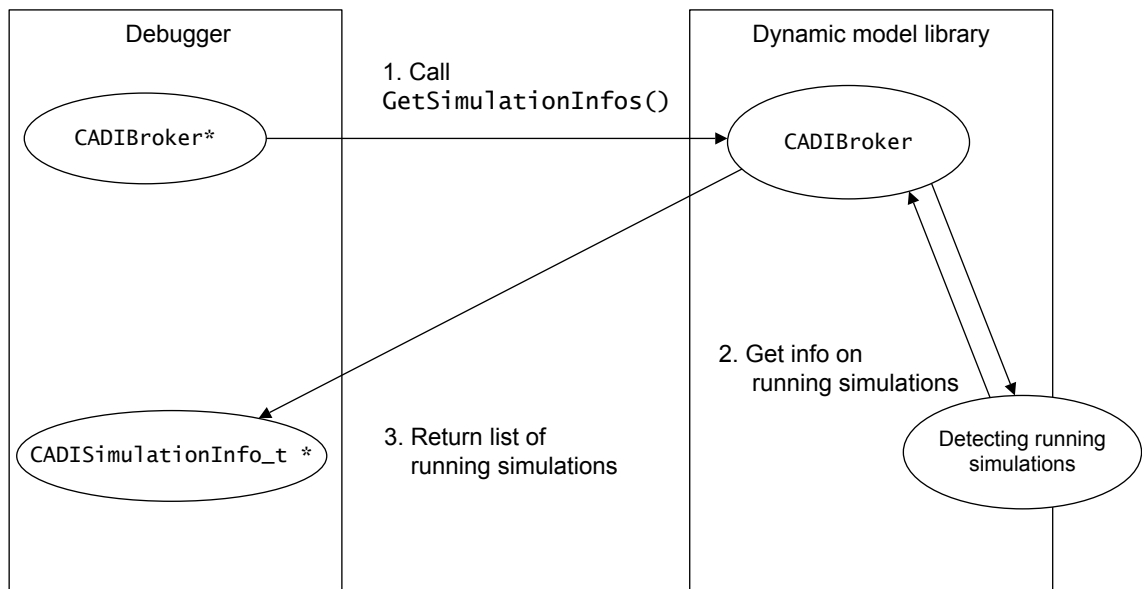 Debugger
Dynamic model library
1. Call
GetSimulationInfos()
CADIBroker*
CADIBroker
2. Get info on
running simulations
CADISimulationInfo_t *
3. Return list of
running simulations
Detecting running
simulations